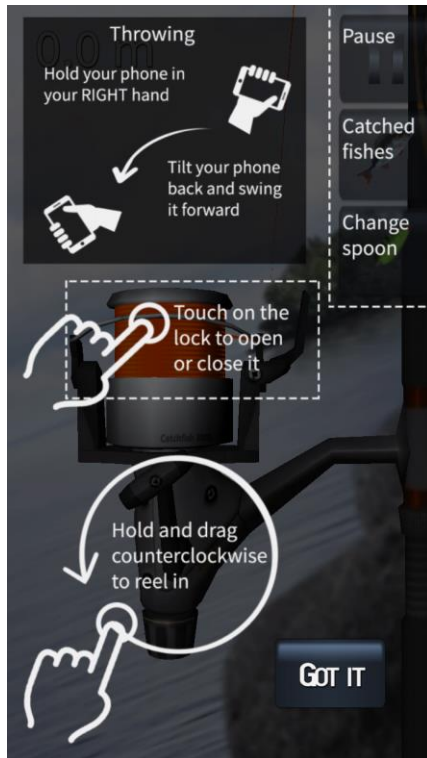 0.0 m
Throwing
Hold your phone in
your RIGHT hand
Tilt your phone
back and swing
it forward
Pause
Catched
fishes
Change
spoon
Touch on the
lock to open
or close it
Hold and drag
counterclockwise
to reel in
GOT IT